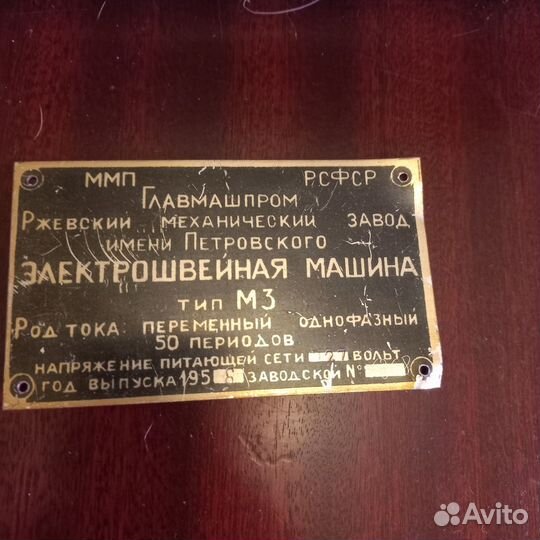 ММП РСФСР
Главмашпром
Ржевский механический завод
имени Петровского
Электрошвейная машина
тип М3
Род тока: переменный однофазный
50 периодов
Напряжение питающей сети вольт
год выпуска 195 заводской №
Avito